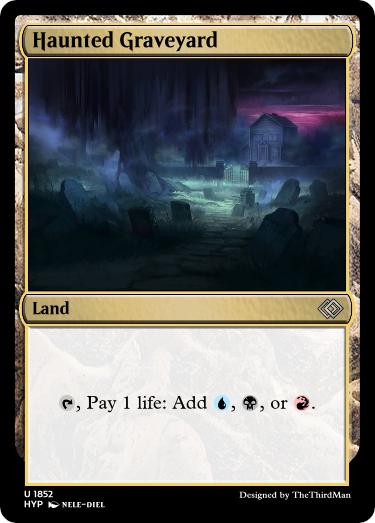 Haunted Graveyard
Land
, Pay 1 life: Add , , or .
U 1852
HYP NELE-DIEL
Designed by TheThirdMan